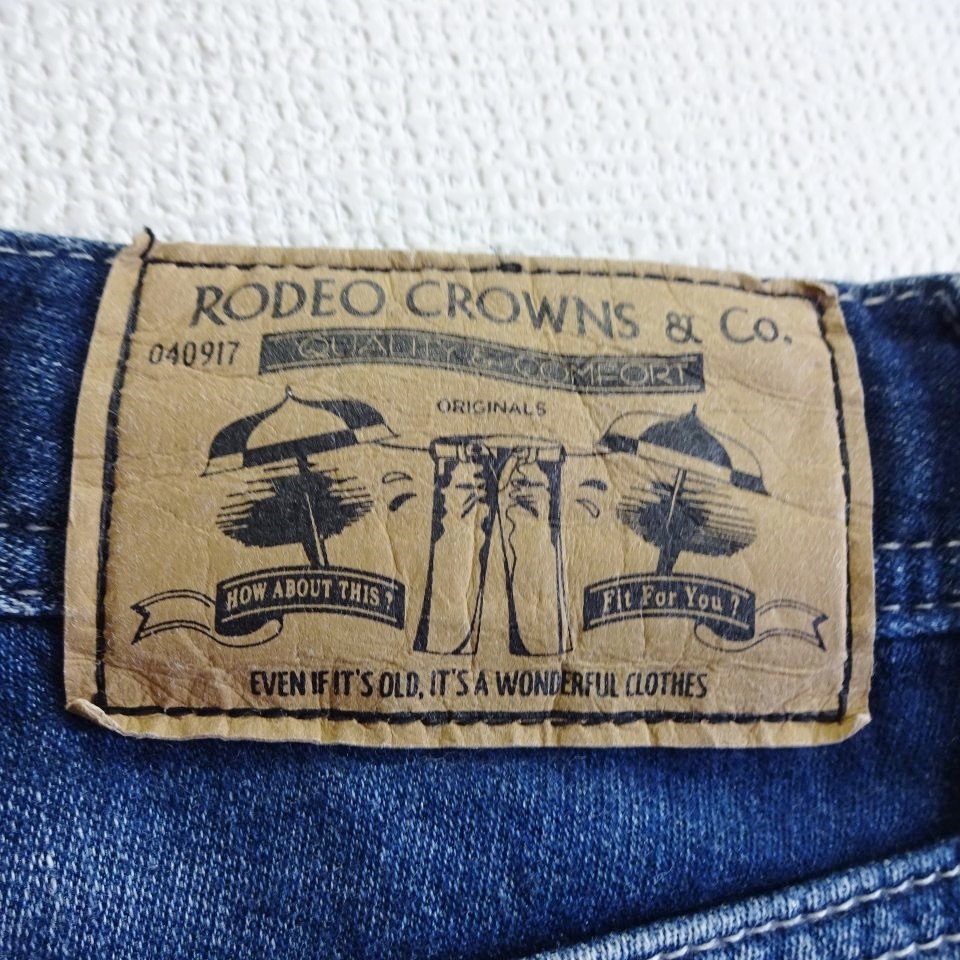 RODEO CROWNS & Co.
040917
QUALITY & COMFORT
ORIGINALS
HOW ABOUT THIS ?
Fit For You ?
EVEN IF IT'S OLD, IT'S A WONDERFUL CLOTHES